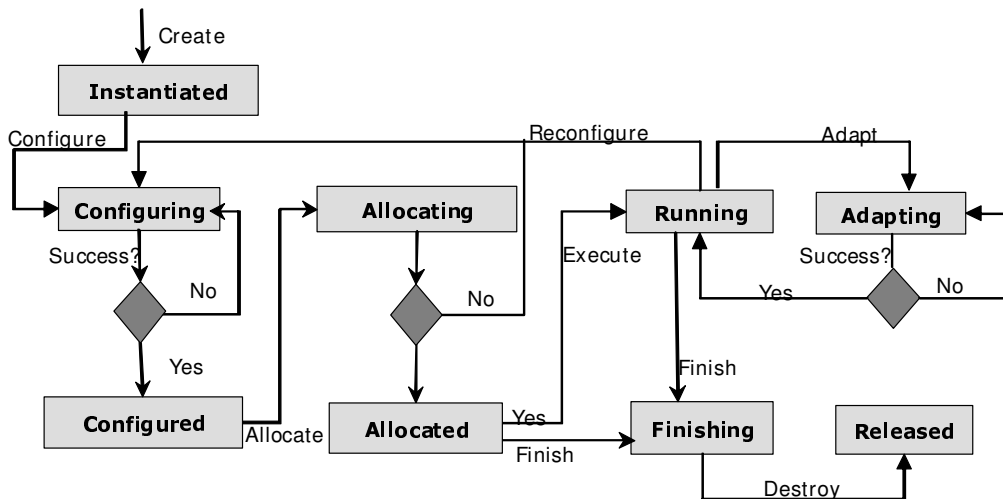 Create
Instantiated
Configure
Reconfigure
Adapt
Configuring
Allocating
Running
Adapting
Success?
Execute
Success?
No
No
Yes
No
Yes
Finish
Configured
Allocate
Allocated
Yes
Finish
Finishing
Released
Destroy